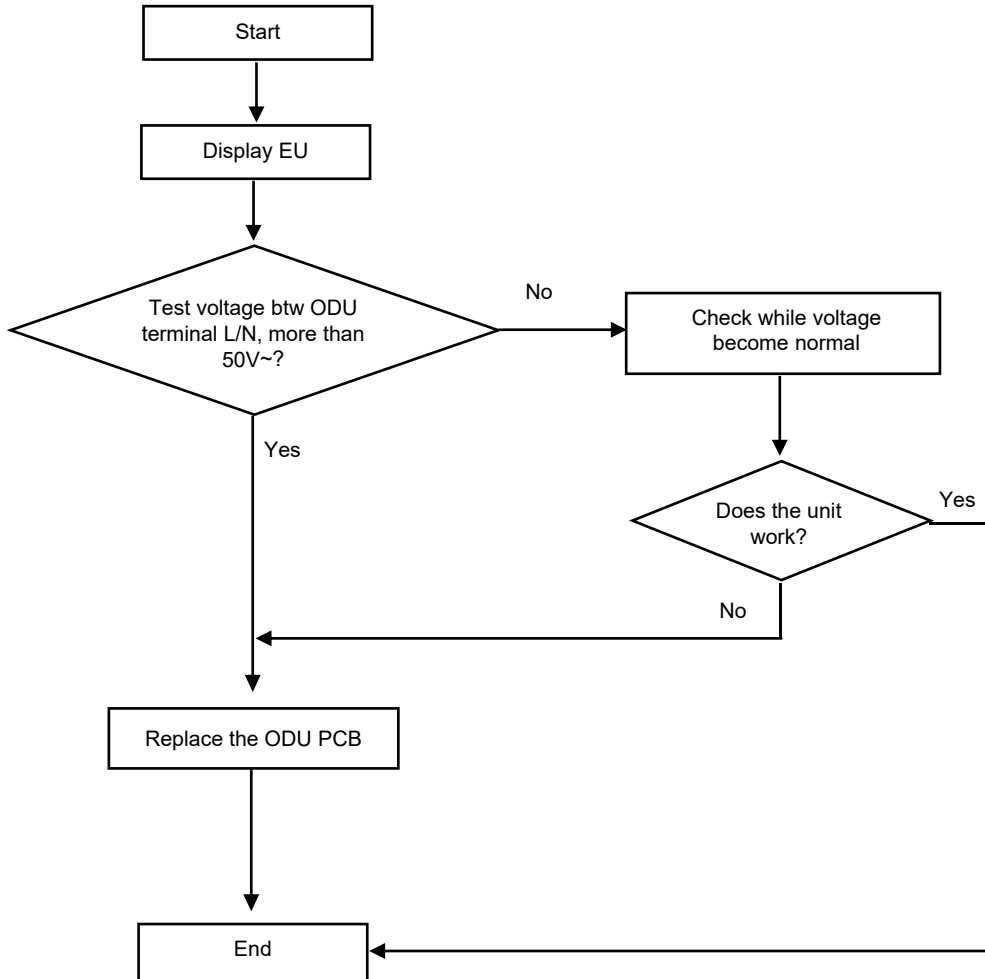 Start
Display EU
Test voltage btw ODU
terminal L/N, more than
50V~?
No
Check while voltage
become normal
Yes
Does the unit
work?
Yes
No
Replace the ODU PCB
End